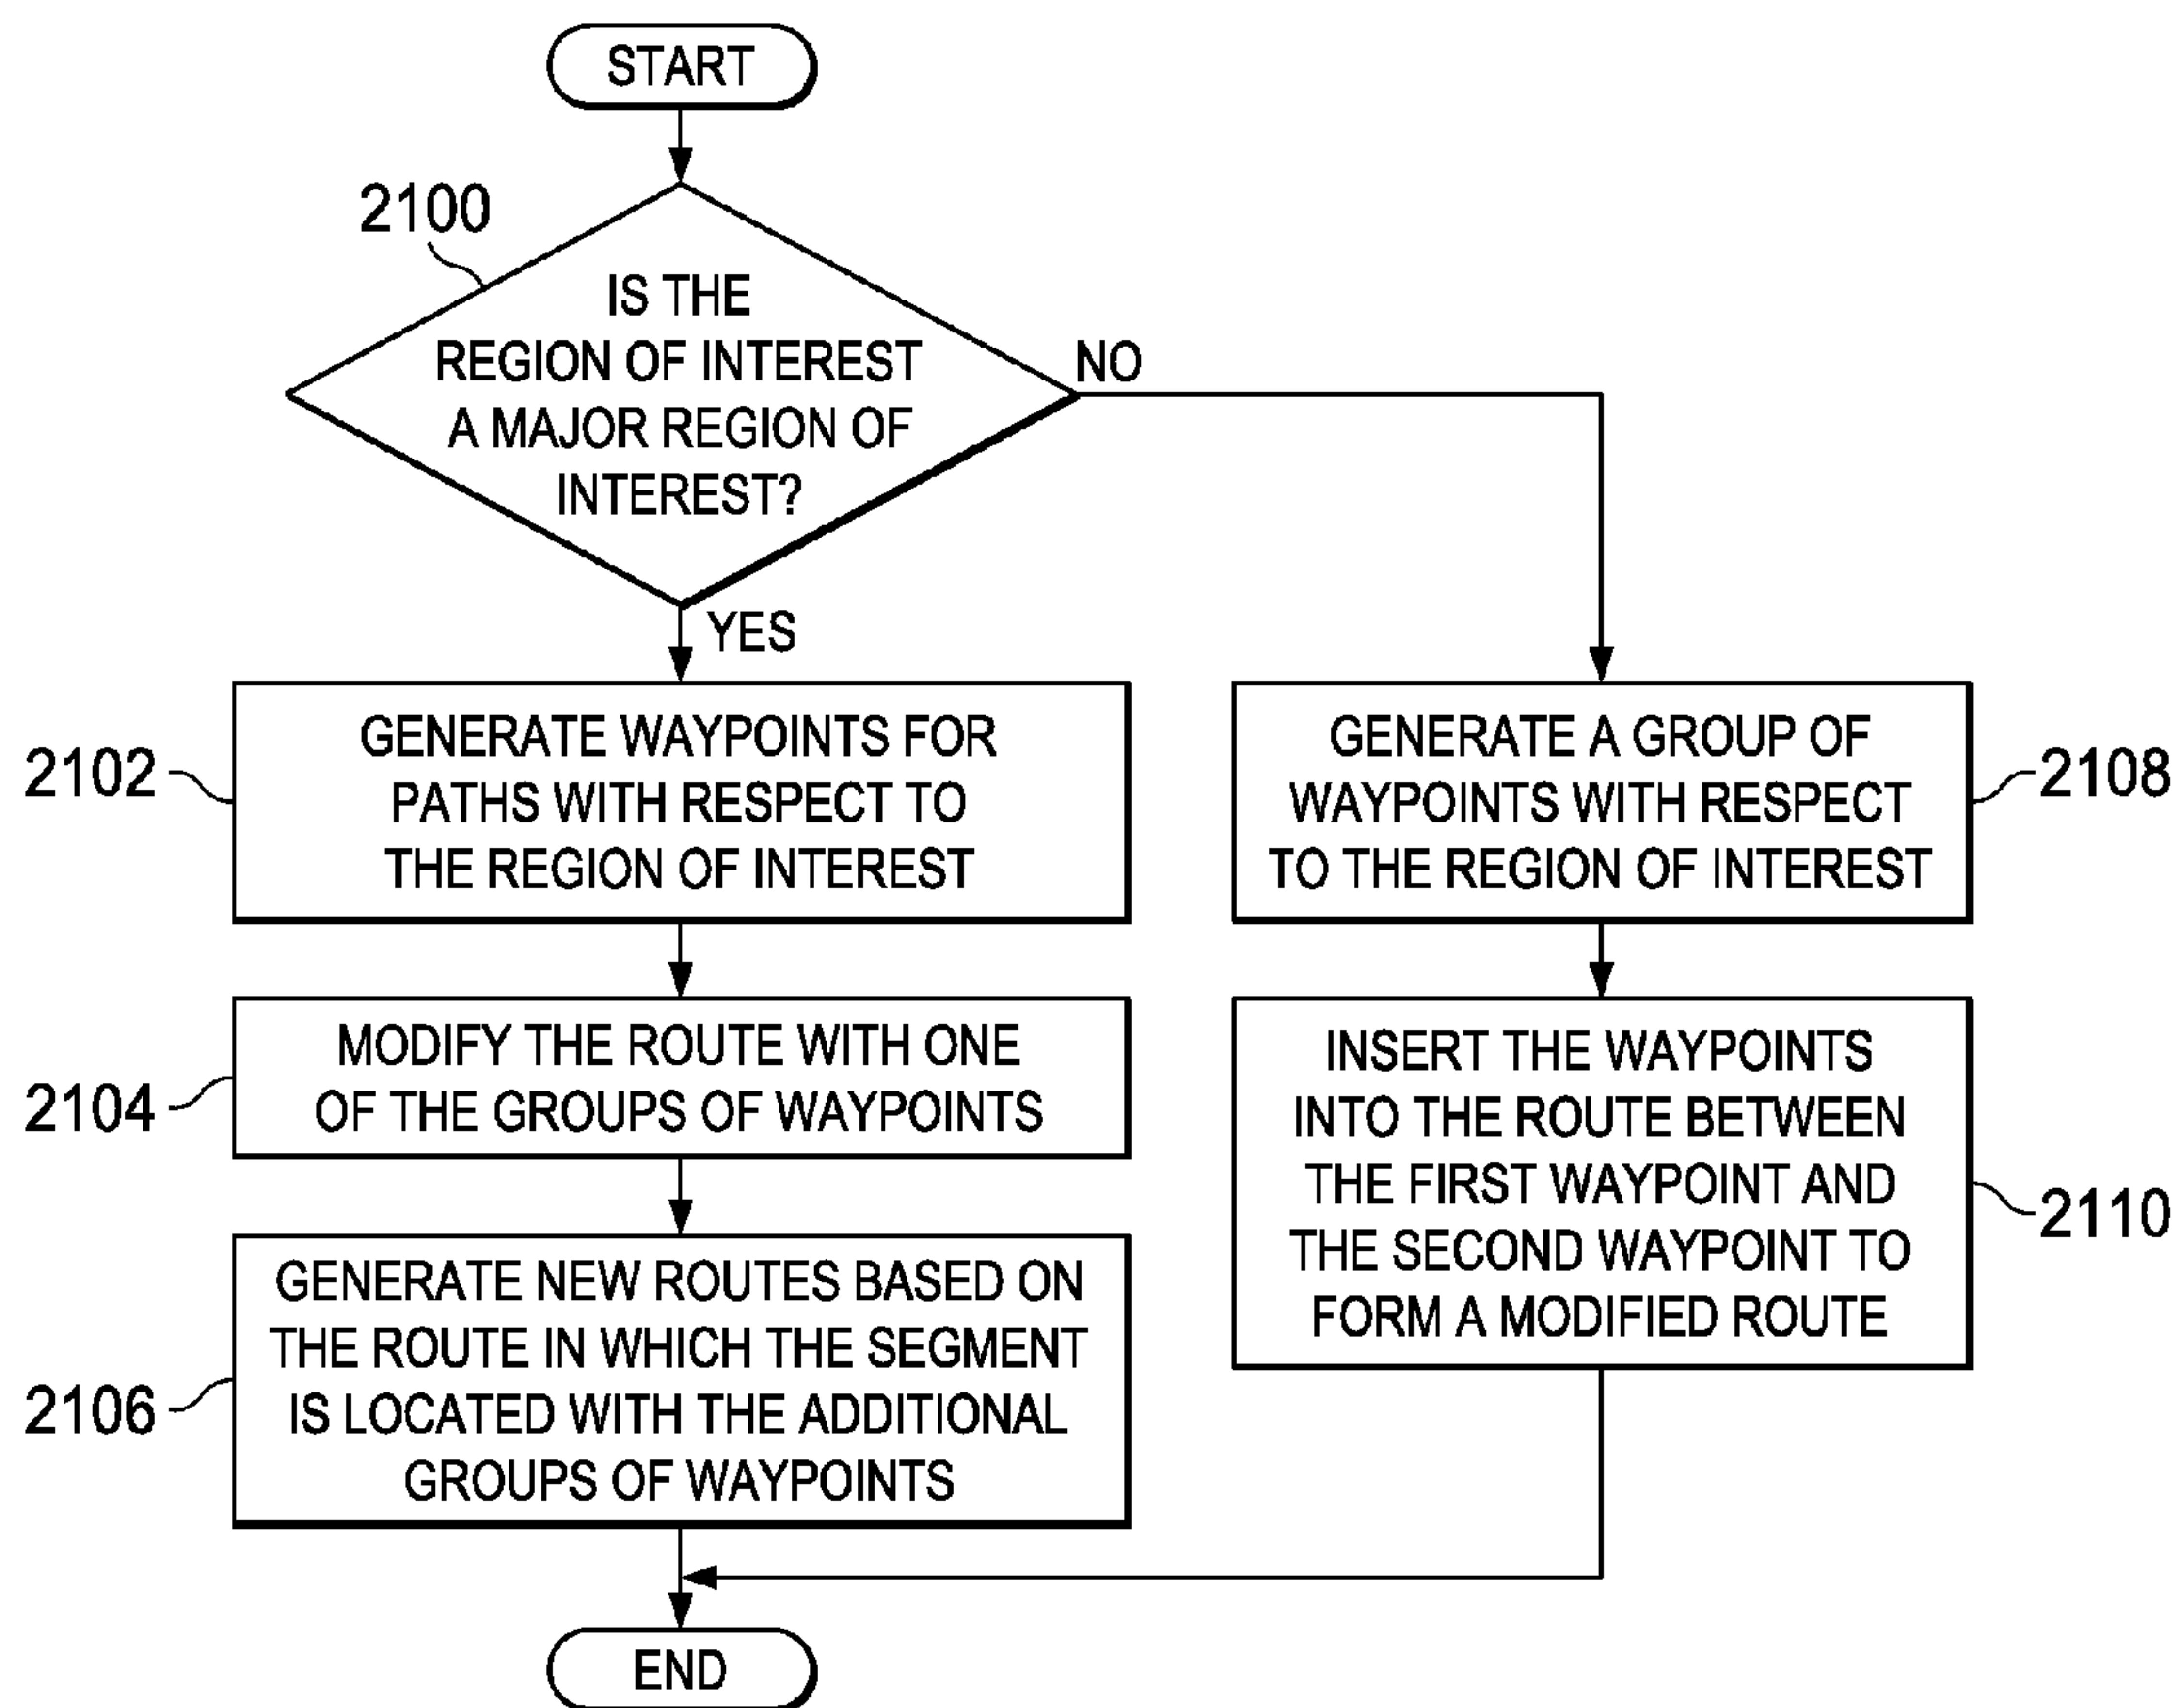 START
2100
IS THE
REGION OF INTEREST
A MAJOR REGION OF
INTEREST?
NO
YES
2102
GENERATE WAYPOINTS FOR
PATHS WITH RESPECT TO
THE REGION OF INTEREST
2104
MODIFY THE ROUTE WITH ONE
OF THE GROUPS OF WAYPOINTS
2106
GENERATE NEW ROUTES BASED ON
THE ROUTE IN WHICH THE SEGMENT
IS LOCATED WITH THE ADDITIONAL
GROUPS OF WAYPOINTS
GENERATE A GROUP OF
WAYPOINTS WITH RESPECT
TO THE REGION OF INTEREST
2108
INSERT THE WAYPOINTS
INTO THE ROUTE BETWEEN
THE FIRST WAYPOINT AND
THE SECOND WAYPOINT TO
FORM A MODIFIED ROUTE
2110
END